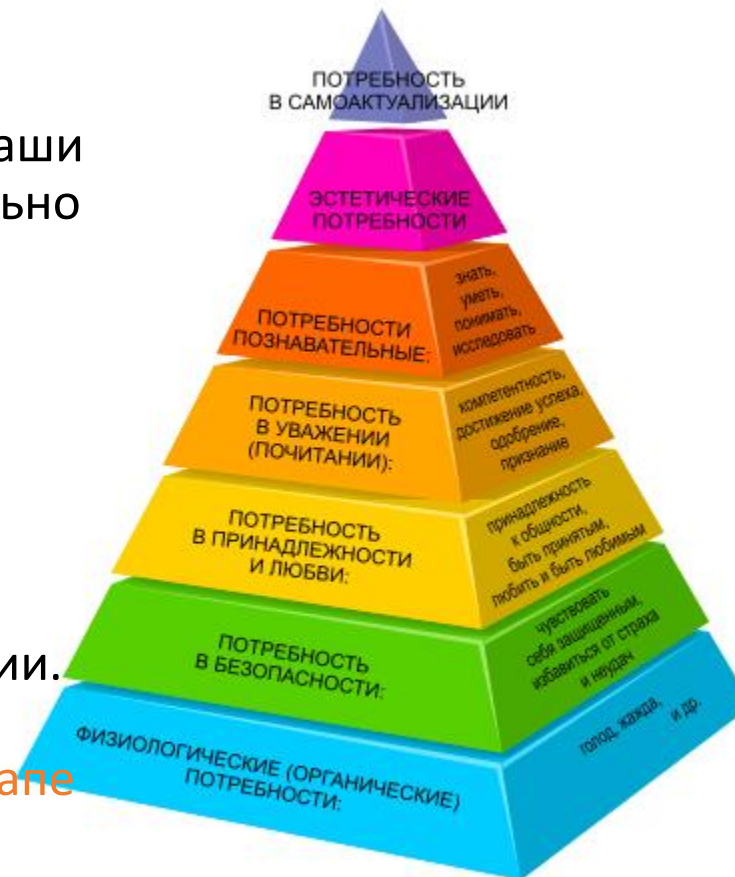 ПОТРЕБНОСТЬ
В САМОАКТУАЛИЗАЦИИ
ЭСТЕТИЧЕСКИЕ
ПОТРЕБНОСТИ
ПОТРЕБНОСТИ
ПОЗНАВАТЕЛЬНЫЕ:
знать,
уметь,
понимать,
исследовать
ПОТРЕБНОСТЬ
В УВАЖЕНИИ
(ПОЧИТАНИИ):
компетентность,
достижение успеха,
одобрение,
признание
ПОТРЕБНОСТЬ
В ПРИНАДЛЕЖНОСТИ
И ЛЮБВИ:
принадлежность
к общности,
быть принятым,
любить и быть любимым
ПОТРЕБНОСТЬ
В БЕЗОПАСНОСТИ:
чувствовать
себя защищенным,
избавиться от страха
и неудач
ФИЗИОЛОГИЧЕСКИЕ (ОРГАНИЧЕСКИЕ)
ПОТРЕБНОСТИ:
голод, жажда,
и др.
аши
ьно
ии.
апе